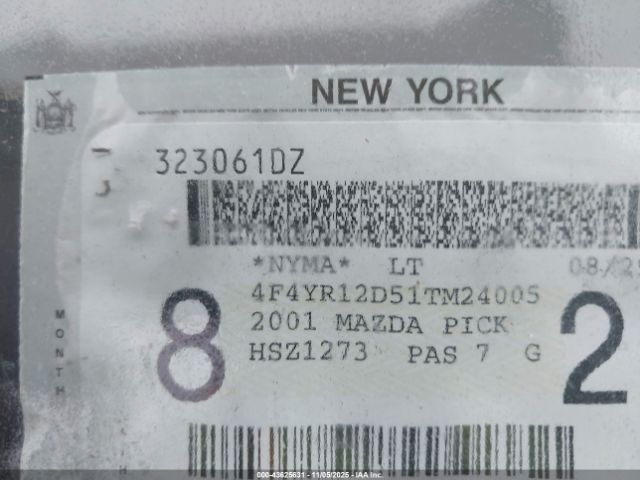 NEW YORK
323061DZ
*NYMA* LT 08/2
4F4YR12D51TM24005
2001 MAZDA PICK
HSZ1273 PAS 7 G
8
2
MONTH
000-43625631 - 11/05/2025 - IAA Inc.